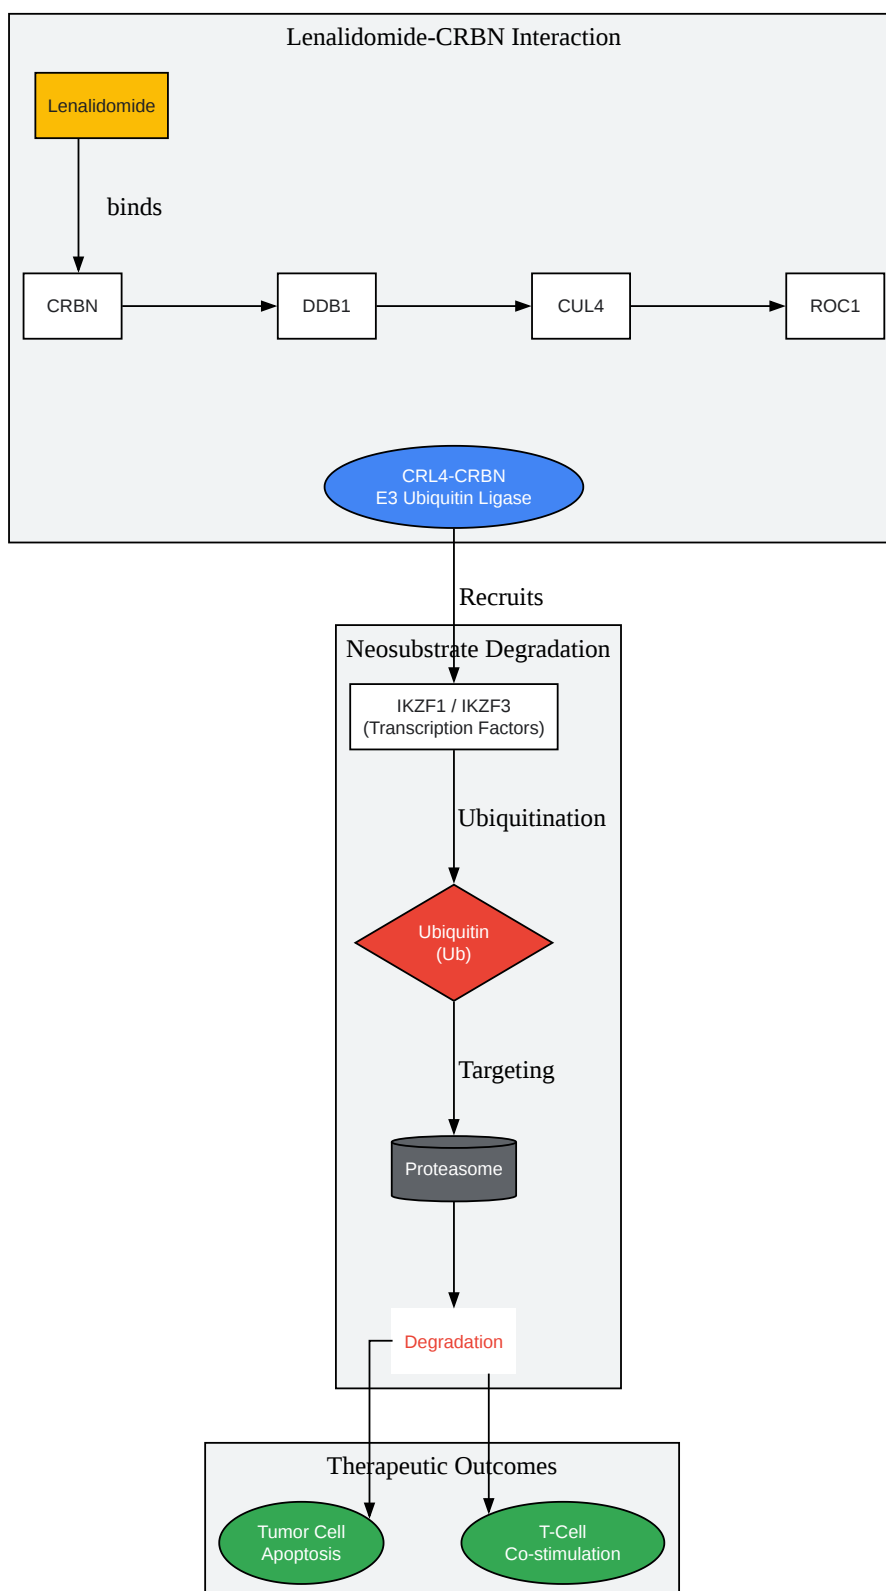 Lenalidomide-CRBN Interaction
Lenalidomide
binds
CRBN
DDB1
CUL4
ROC1
CRL4-CRBN
E3 Ubiquitin Ligase
Recruits
Neosubstrate Degradation
IKZF1 / IKZF3
(Transcription Factors)
Ubiquitination
Ubiquitin
(Ub)
Targeting
Proteasome
Degradation
Therapeutic Outcomes
Tumor Cell
Apoptosis
T-Cell
Co-stimulation